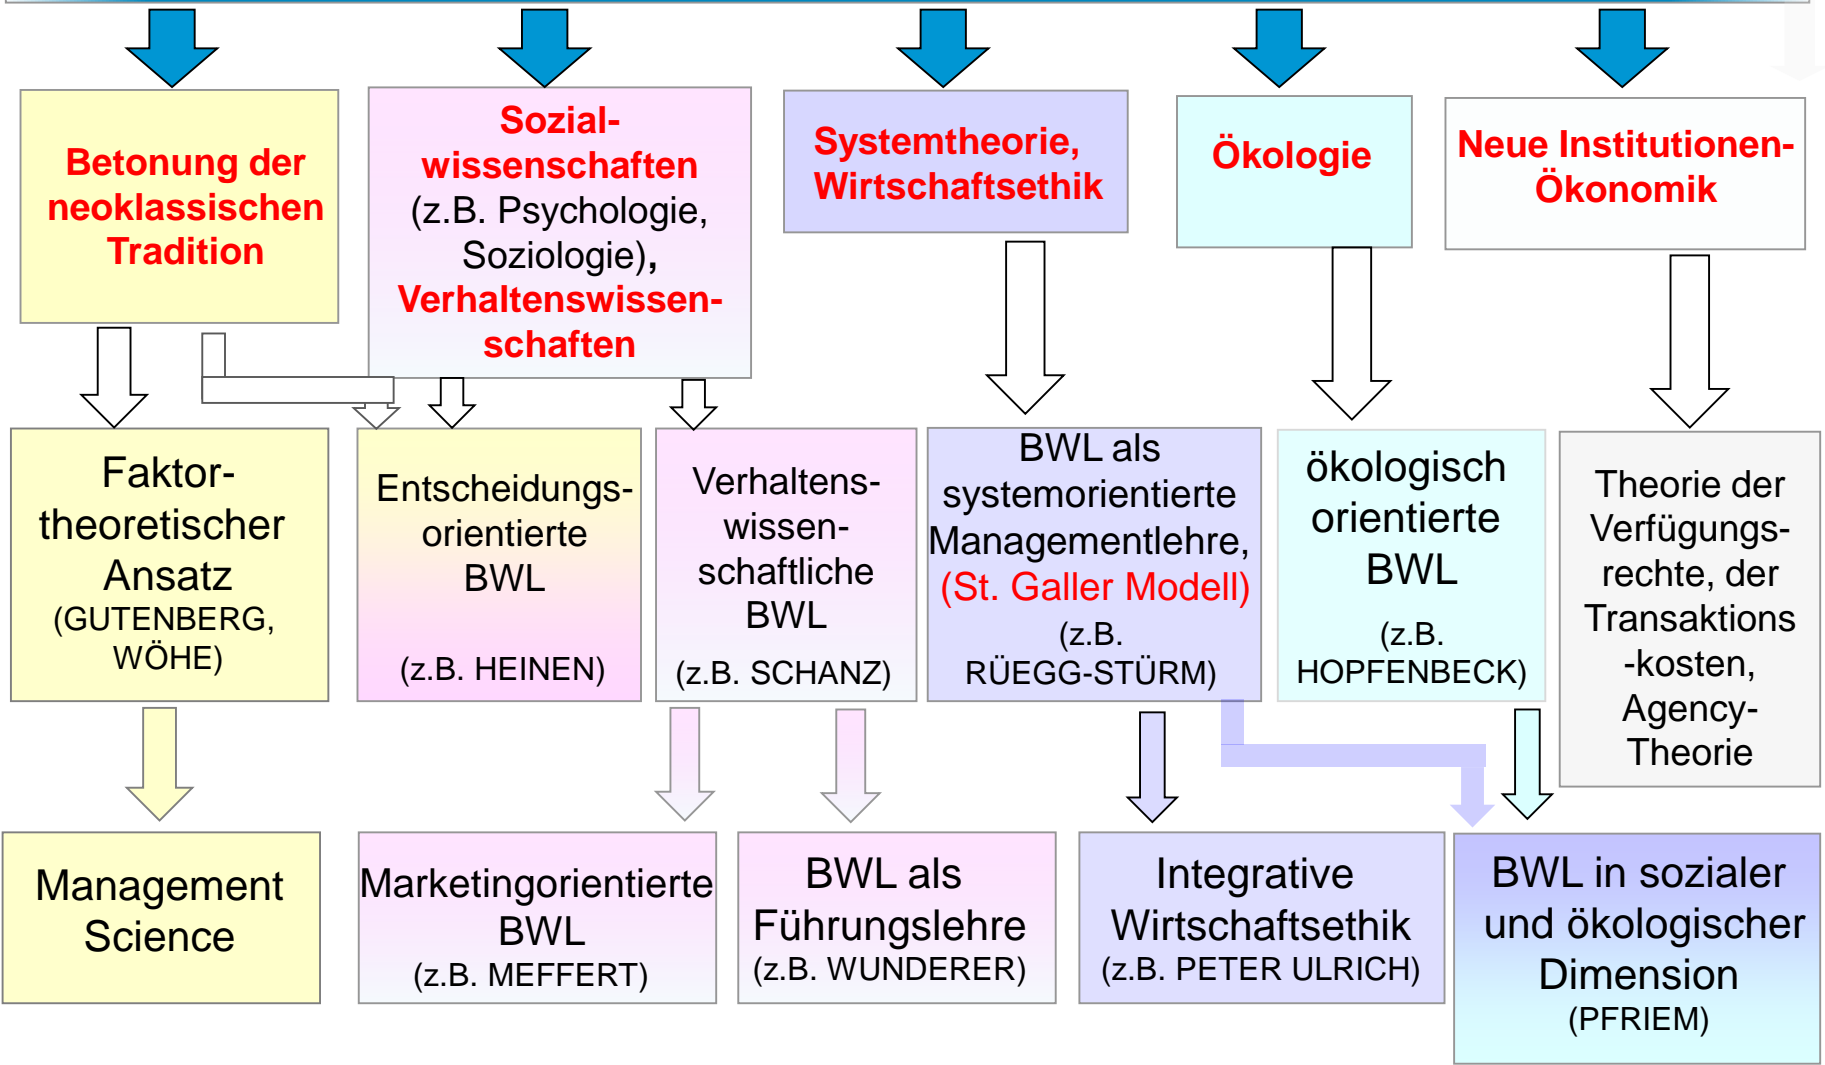 Betonung der
neoklassischen
Tradition
Sozial-
wissenschaften
(z.B. Psychologie,
Soziologie),
Verhaltenswissen-
schaften
Systemtheorie,
Wirtschaftsethik
Ökologie
Neue Institutionen-
Ökonomik
Faktor-
theoretischer
Ansatz
(GUTENBERG,
WÖHE)
Entscheidungs-
orientierte
BWL
(z.B. HEINEN)
Verhaltens-
wissen-
schaftliche
BWL
(z.B. SCHANZ)
BWL als
systemorientierte
Managementlehre,
(St. Galler Modell)
(z.B.
RÜEGG-STÜRM)
ökologisch
orientierte
BWL
(z.B.
HOPFENBECK)
Theorie der
Verfügungs-
rechte, der
Transaktions
-kosten,
Agency-
Theorie
Management
Science
Marketingorientierte
BWL
(z.B. MEFFERT)
BWL als
Führungslehre
(z.B. WUNDERER)
Integrative
Wirtschaftsethik
(z.B. PETER ULRICH)
BWL in sozialer
und ökologischer
Dimension
(PFRIEM)